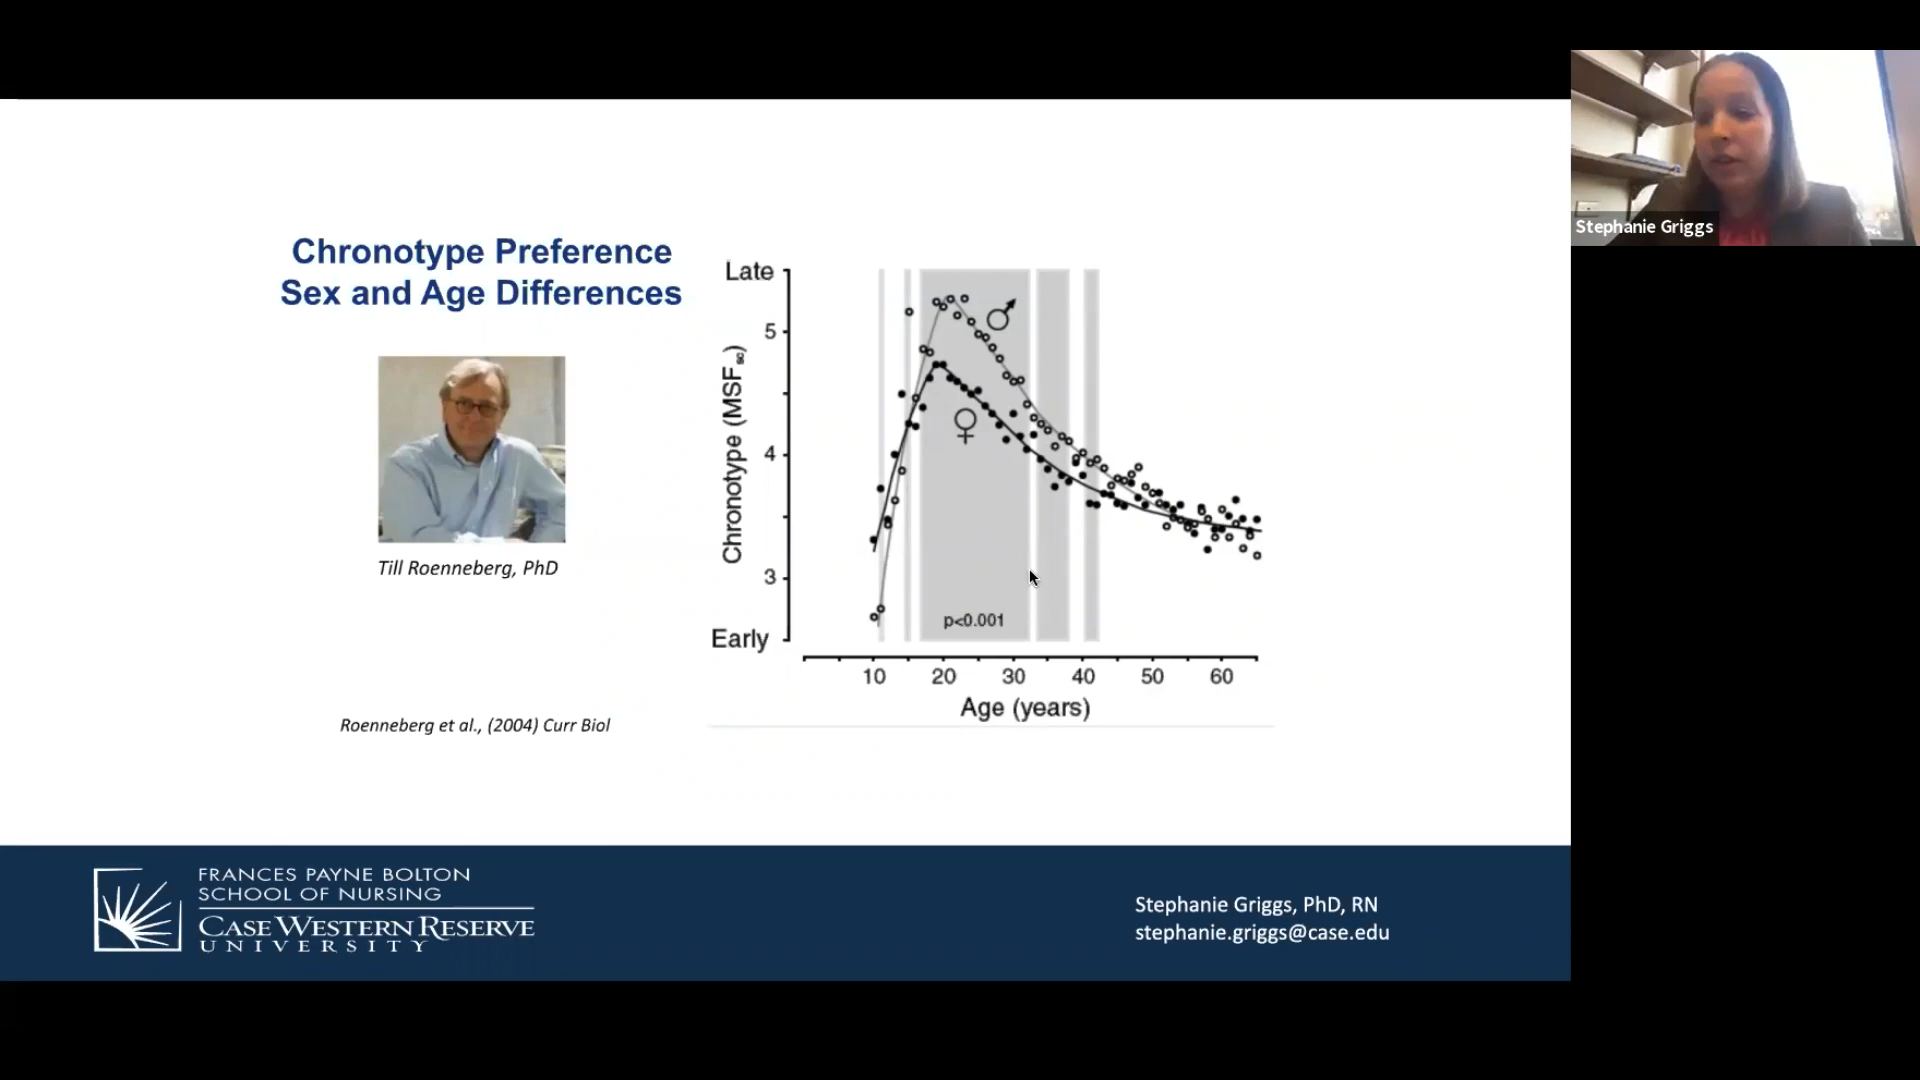 Stephanie Griggs
Chronotype Preference
Sex and Age Differences
Till Roenneberg, PhD
Roenneberg et al., (2004) Curr Biol
Late
5
4
3
Early
Chronotype (MSFsc)
♂
♀
p<0.001
10 20 30 40 50 60
Age (years)
FRANCES PAYNE BOLTON
SCHOOL OF NURSING
CASE WESTERN RESERVE
UNIVERSITY
Stephanie Griggs, PhD, RN
stephanie.griggs@case.edu